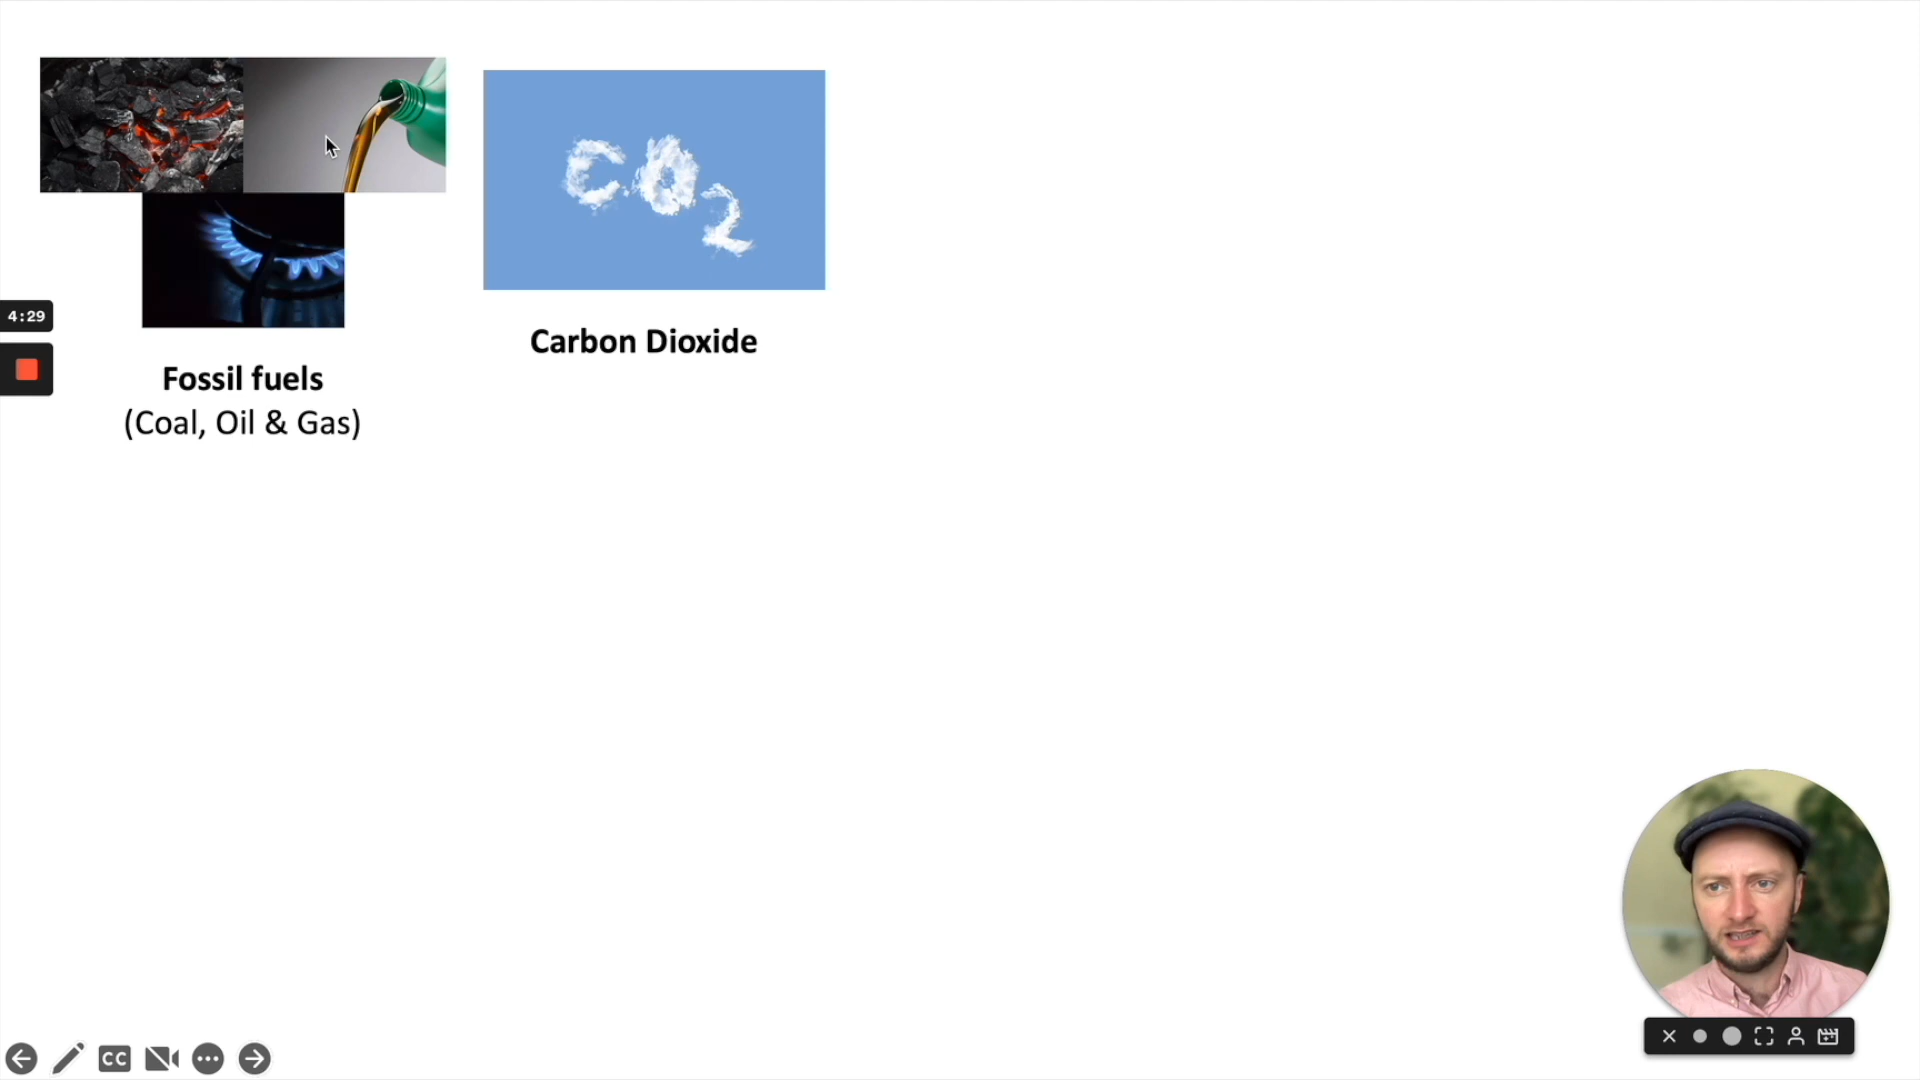 CO2
4:29
Carbon Dioxide
Fossil fuels
(Coal, Oil & Gas)
CC